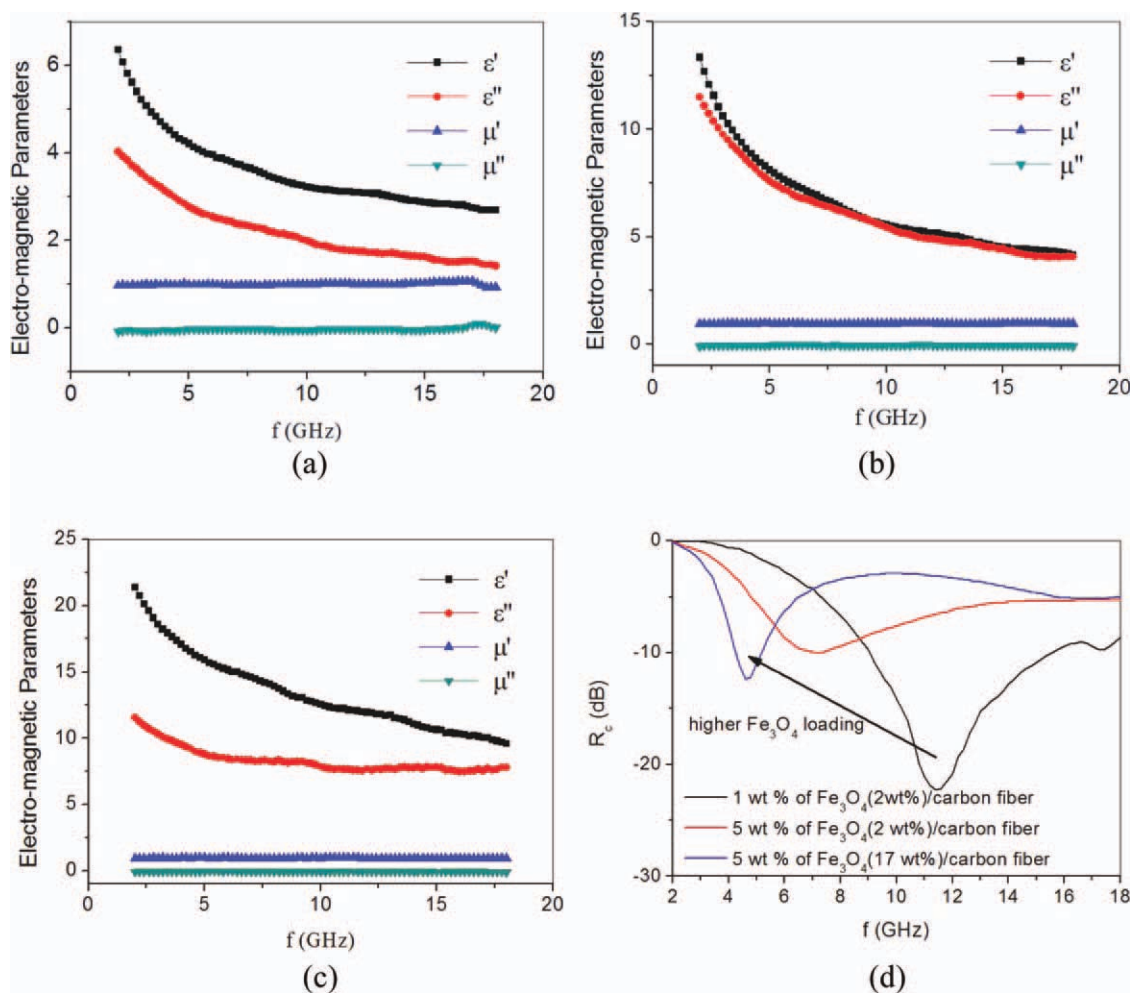 6
4
2
0
Electro-magnetic Parameters
ε'
ε"
μ'
μ"
0 5 10 15 20
f (GHz)
(a)
15
10
5
0
Electro-magnetic Parameters
ε'
ε"
μ'
μ"
0 5 10 15 20
f (GHz)
(b)
25
20
15
10
5
0
Electro-magnetic Parameters
ε'
ε"
μ'
μ"
0 5 10 15 20
f (GHz)
(c)
0
-10
-20
-30
R_c (dB)
higher Fe₃O₄ loading
1 wt % of Fe₃O₄(2wt%)/carbon fiber
5 wt % of Fe₃O₄(2 wt%)/carbon fiber
5 wt % of Fe₃O₄(17 wt%)/carbon fiber
2 4 6 8 10 12 14 16 18
f (GHz)
(d)